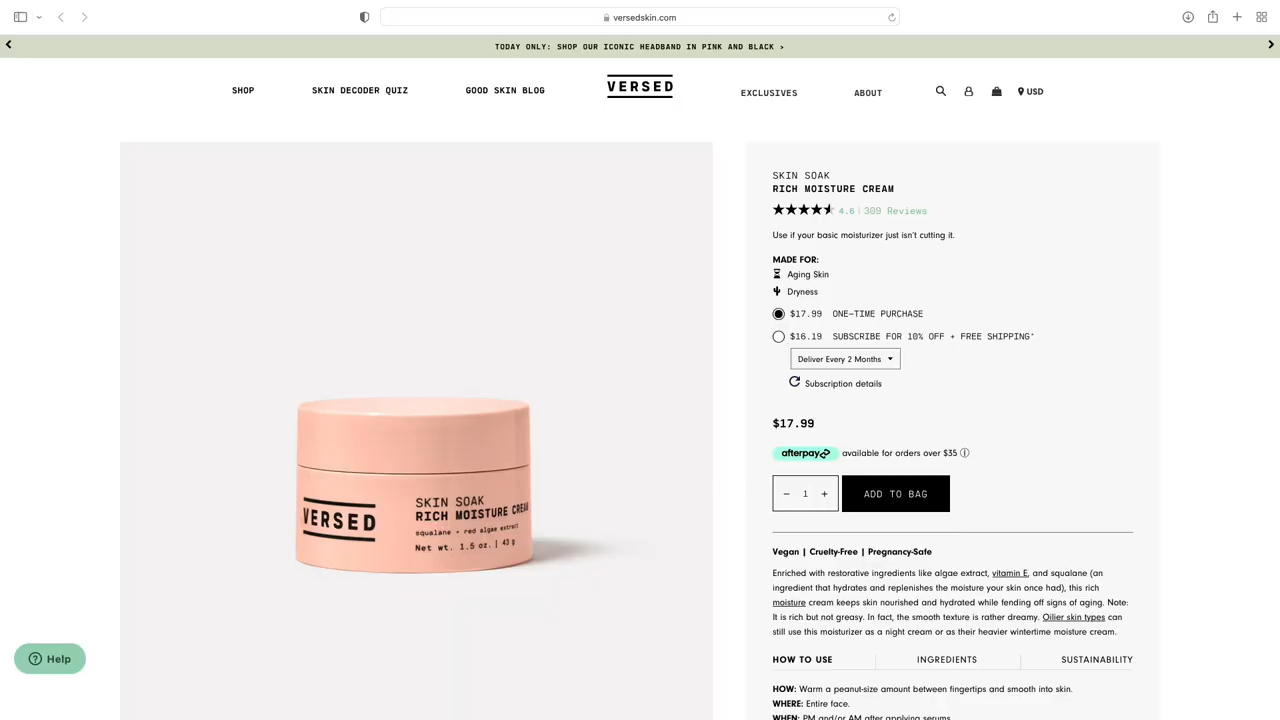 versedskin.com
TODAY ONLY: SHOP OUR ICONIC HEADBAND IN PINK AND BLACK >
SHOP
SKIN DECODER QUIZ
GOOD SKIN BLOG
VERSED
EXCLUSIVES
ABOUT
USD
SKIN SOAK
RICH MOISTURE CREAM
4.6 | 309 Reviews
Use if your basic moisturizer just isn't cutting it.
MADE FOR:
Aging Skin
Dryness
$17.99 ONE-TIME PURCHASE
$16.19 SUBSCRIBE FOR 10% OFF + FREE SHIPPING*
Deliver Every 2 Months
Subscription details
$17.99
afterpay available for orders over $35
− 1 +
ADD TO BAG
Vegan | Cruelty-Free | Pregnancy-Safe
Enriched with restorative ingredients like algae extract, vitamin E, and squalane (an
ingredient that hydrates and replenishes the moisture your skin once had), this rich
moisture cream keeps skin nourished and hydrated while fending off signs of aging. Note:
It is rich but not greasy. In fact, the smooth texture is rather dreamy. Oilier skin types can
still use this moisturizer as a night cream or as their heavier wintertime moisture cream.
HOW TO USE
INGREDIENTS
SUSTAINABILITY
HOW: Warm a peanut-size amount between fingertips and smooth into skin.
WHERE: Entire face.
WHEN: PM and/or AM after applying serums
VERSED
SKIN SOAK
RICH MOISTURE CREAM
squalane + red algae extract
Net wt. 1.5 oz. | 43 g
Help